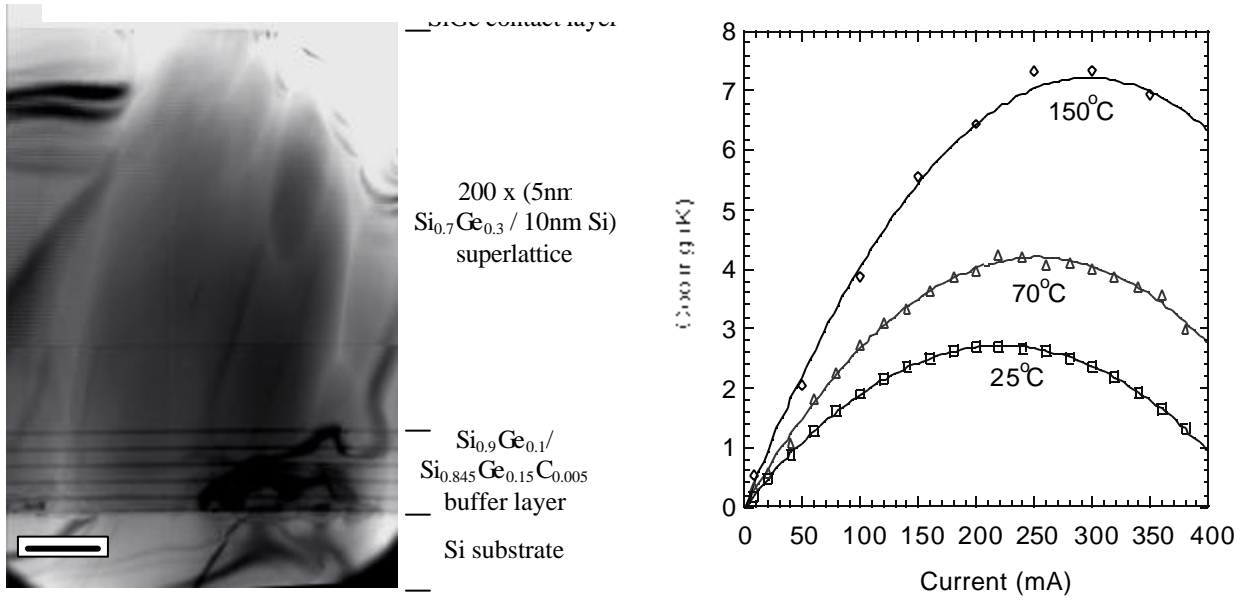 SiGe contact layer
200 x (5nm
Si0.7Ge0.3 / 10nm Si)
superlattice
Si0.9Ge0.1/
Si0.845Ge0.15C0.005
buffer layer
Si substrate
8
7
6
5
4
3
2
1
0
150°C
70°C
25°C
0 50 100 150 200 250 300 350 400
Current (mA)